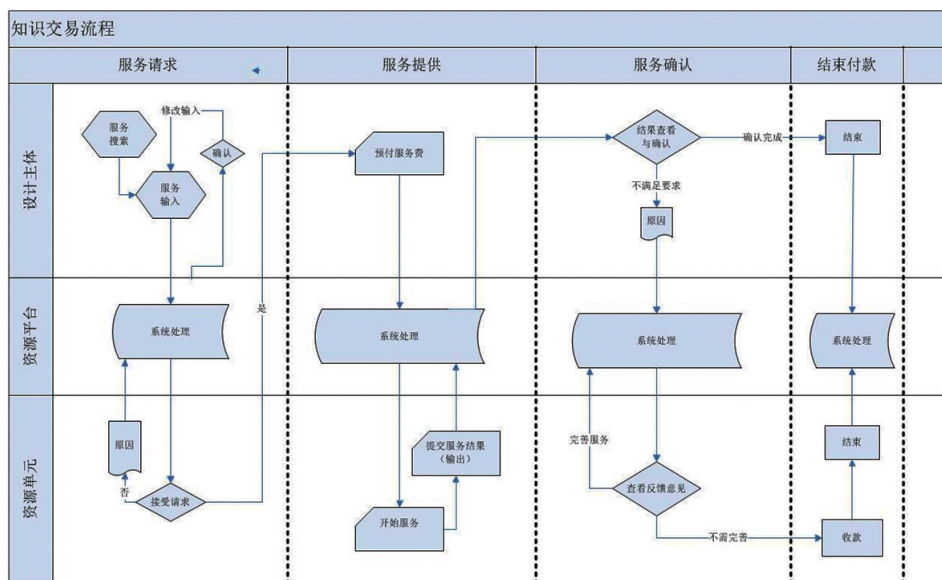 知识交易流程
服务请求
服务提供
服务确认
结束付款
设计主体
服务
搜索
修改输入
确认
服务
输入
预付服务费
结果查看
与确认
确认完成
结束
不满足要求
原因
资源平台
系统处理
是
系统处理
系统处理
系统处理
资源单元
原因
否
接受请求
提交服务结果
（输出）
开始服务
完善服务
查看反馈意见
不需完善
结束
收款